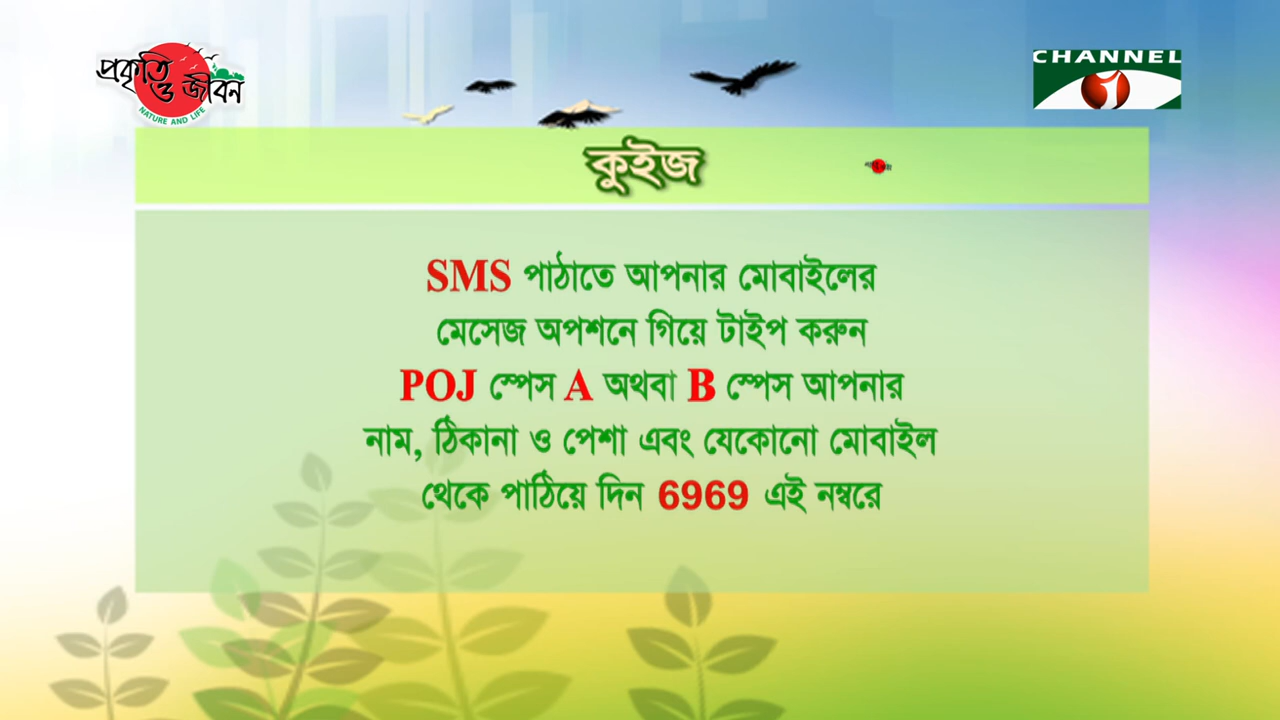 প্রকৃতি ও জীবন
NATURE AND LIFE
CHANNEL
কুইজ
SMS পাঠাতে আপনার মোবাইলের
মেসেজ অপশনে গিয়ে টাইপ করুন
POJ স্পেস A অথবা B স্পেস আপনার
নাম, ঠিকানা ও পেশা এবং যেকোনো মোবাইল
থেকে পাঠিয়ে দিন 6969 এই নম্বরে